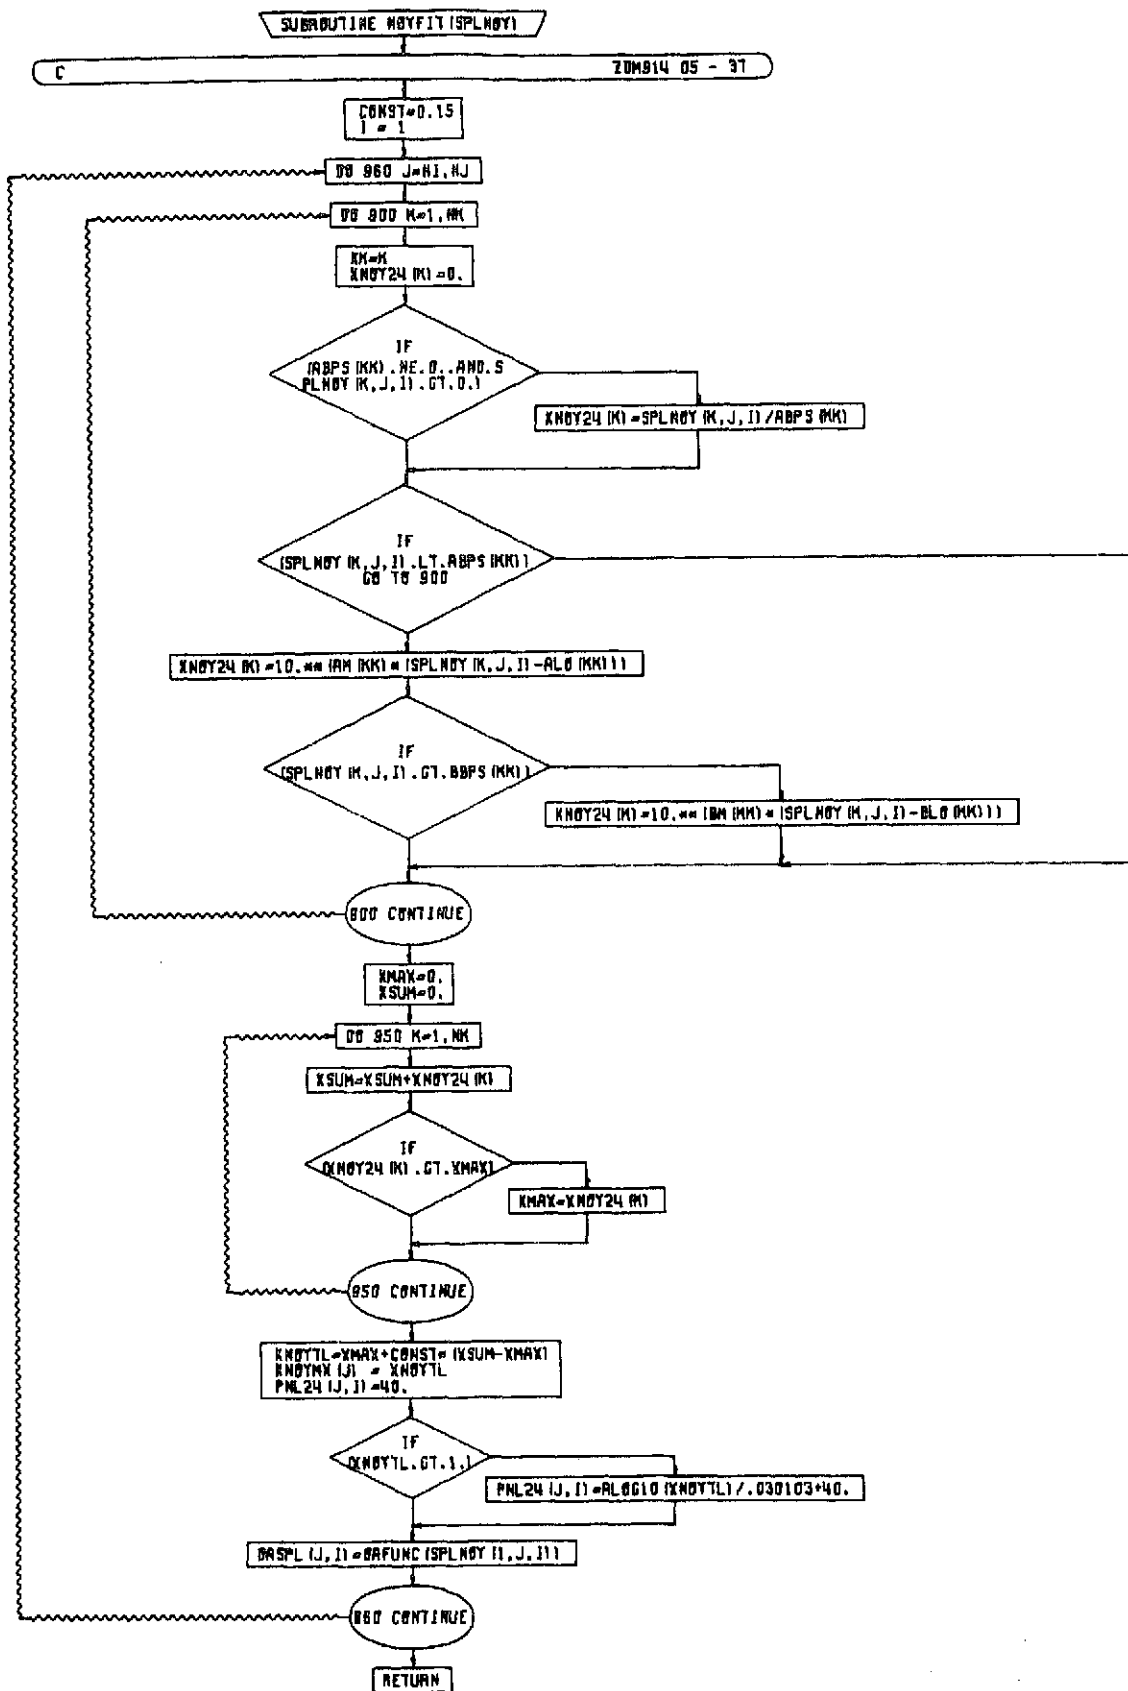 SUBROUTINE NOYFIT(SPLNOY)
C ZUM914 05 - 37
CONST=0.15
I = 1
DO 960 J=NI,NJ
DO 900 K=1,NK
KK=K
XNOY24(K)=0.
IF
(ABPS(KK).NE.0..AND.S
PLNOY(K,J,I).GT.0.)
XNOY24(K)=SPLNOY(K,J,I)/ABPS(KK)
IF
(SPLNOY(K,J,I).LT.ABPS(KK))
GO TO 900
XNOY24(K)=10.**(AM(KK)*(SPLNOY(K,J,I)-ALO(KK)))
IF
(SPLNOY(K,J,I).GT.BBPS(KK))
XNOY24(K)=10.**(BM(KK)*(SPLNOY(K,J,I)-BLO(KK)))
900 CONTINUE
XMAX=0.
XSUM=0.
DO 950 K=1,NK
XSUM=XSUM+XNOY24(K)
IF
(XNOY24(K).GT.XMAX)
XMAX=XNOY24(K)
950 CONTINUE
XNOYTL=XMAX+CONST*(XSUM-XMAX)
XNOYMX(J) = XNOYTL
PNL24(J,I)=40.
IF
(XNOYTL.GT.1.)
PNL24(J,I)=ALOG10(XNOYTL)/.030103+40.
OASPL(J,I)=OAFUNC(SPLNOY(1,J,I))
960 CONTINUE
RETURN